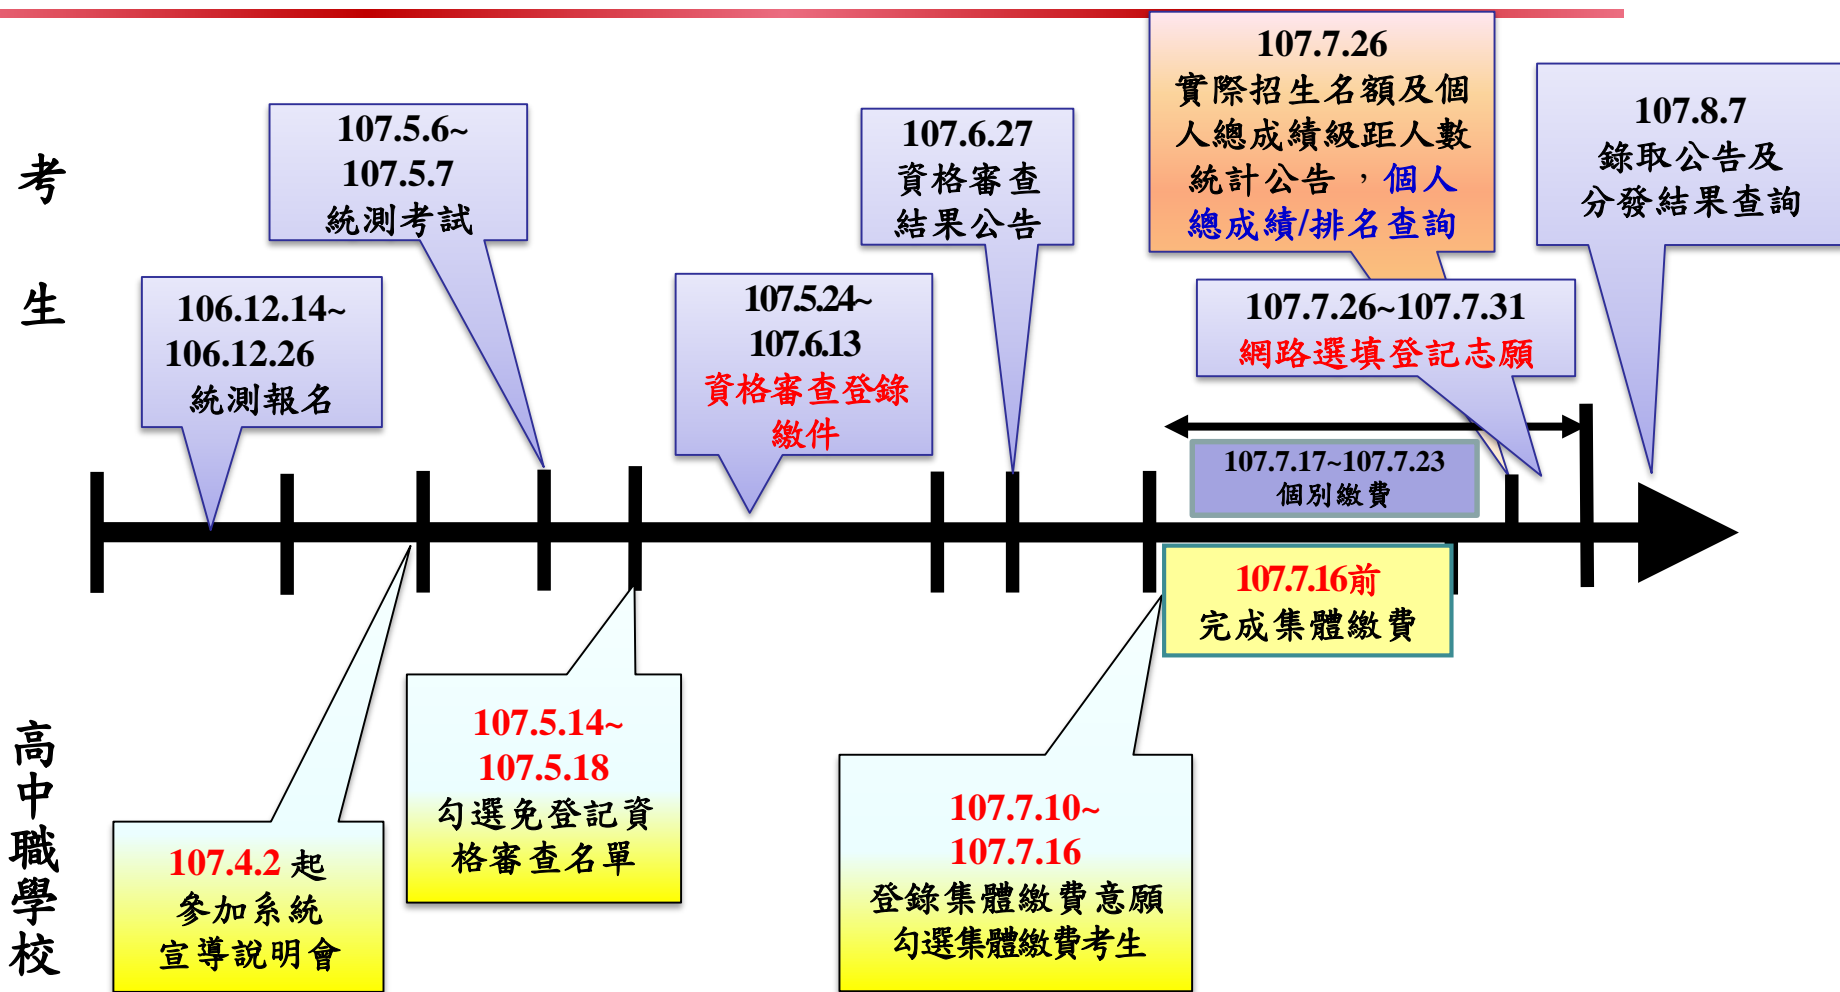 考生
106.12.14~
106.12.26
統測報名
107.5.6~
107.5.7
統測考試
107.5.24~
107.6.13
資格審查登錄
繳件
107.6.27
資格審查
結果公告
107.7.26
實際招生名額及個
人總成績級距人數
統計公告,個人
總成績/排名查詢
107.7.26~107.7.31
網路選填登記志願
107.8.7
錄取公告及
分發結果查詢
107.7.17~107.7.23
個別繳費
107.7.16前
完成集體繳費
高中職學校
107.4.2 起
參加系統
宣導說明會
107.5.14~
107.5.18
勾選免登記資
格審查名單
107.7.10~
107.7.16
登錄集體繳費意願
勾選集體繳費考生